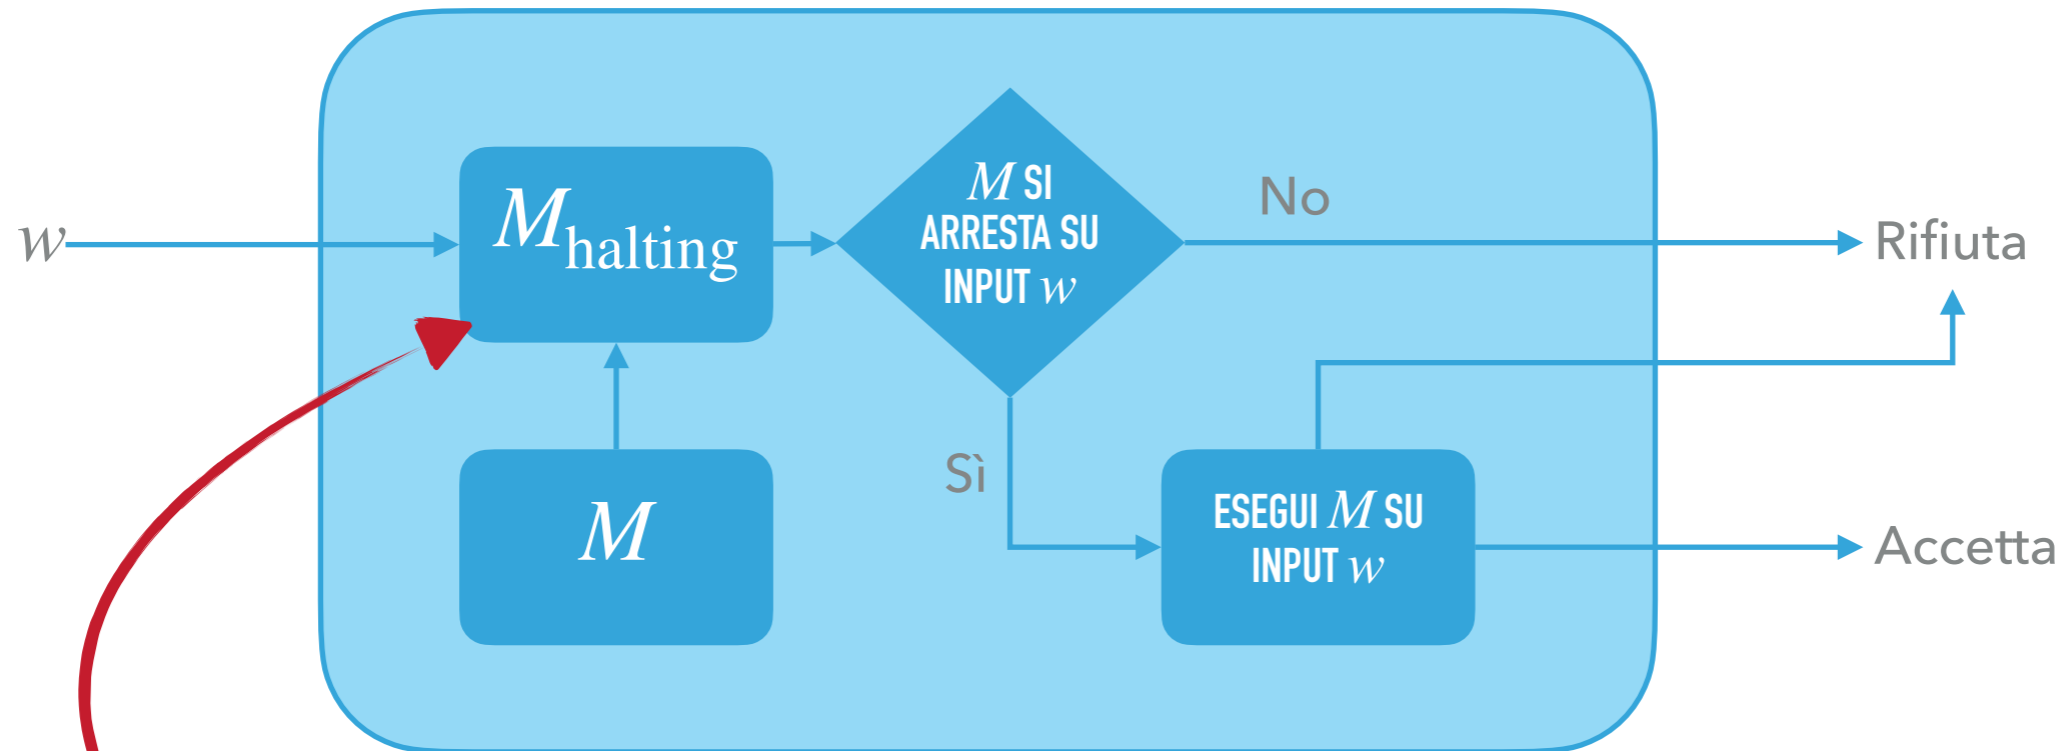 w
M_halting
M SI
ARRESTA SU
INPUT w
No
Rifiuta
M
Sì
ESEGUI M SU
INPUT w
Accetta